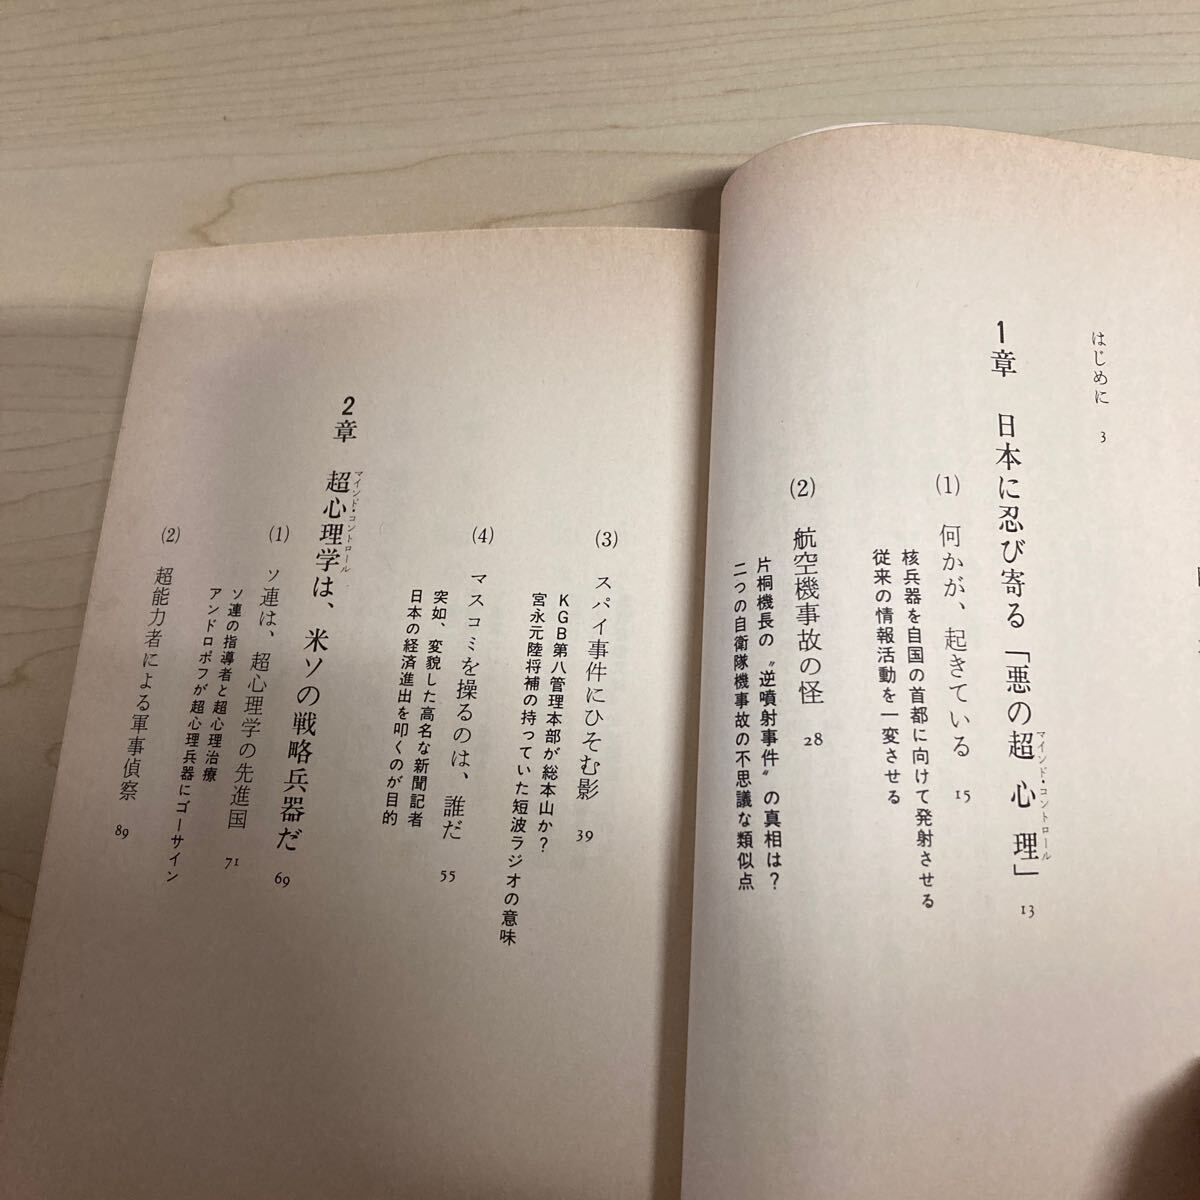 はじめに 3
1章 日本に忍び寄る「悪の超心理」 13
マインド・コントロール
(1) 何かが、起きている 15
核兵器を自国の首都に向けて発射させる
従来の情報活動を一変させる
(2) 航空機事故の怪 28
片桐機長の〝逆噴射事件〟の真相は?
二つの自衛隊機事故の不思議な類似点
(3) スパイ事件にひそむ影 39
KGB第八管理本部が総本山か?
宮永元陸将補の持っていた短波ラジオの意味
(4) マスコミを操るのは、誰だ 55
突如、変貌した高名な新聞記者
日本の経済進出を叩くのが目的
2章 超心理学は、米ソの戦略兵器だ 69
マインド・コントロール
(1) ソ連は、超心理学の先進国 71
ソ連の指導者と超心理治療
アンドロポフが超心理兵器にゴーサイン
(2) 超能力者による軍事偵察 89